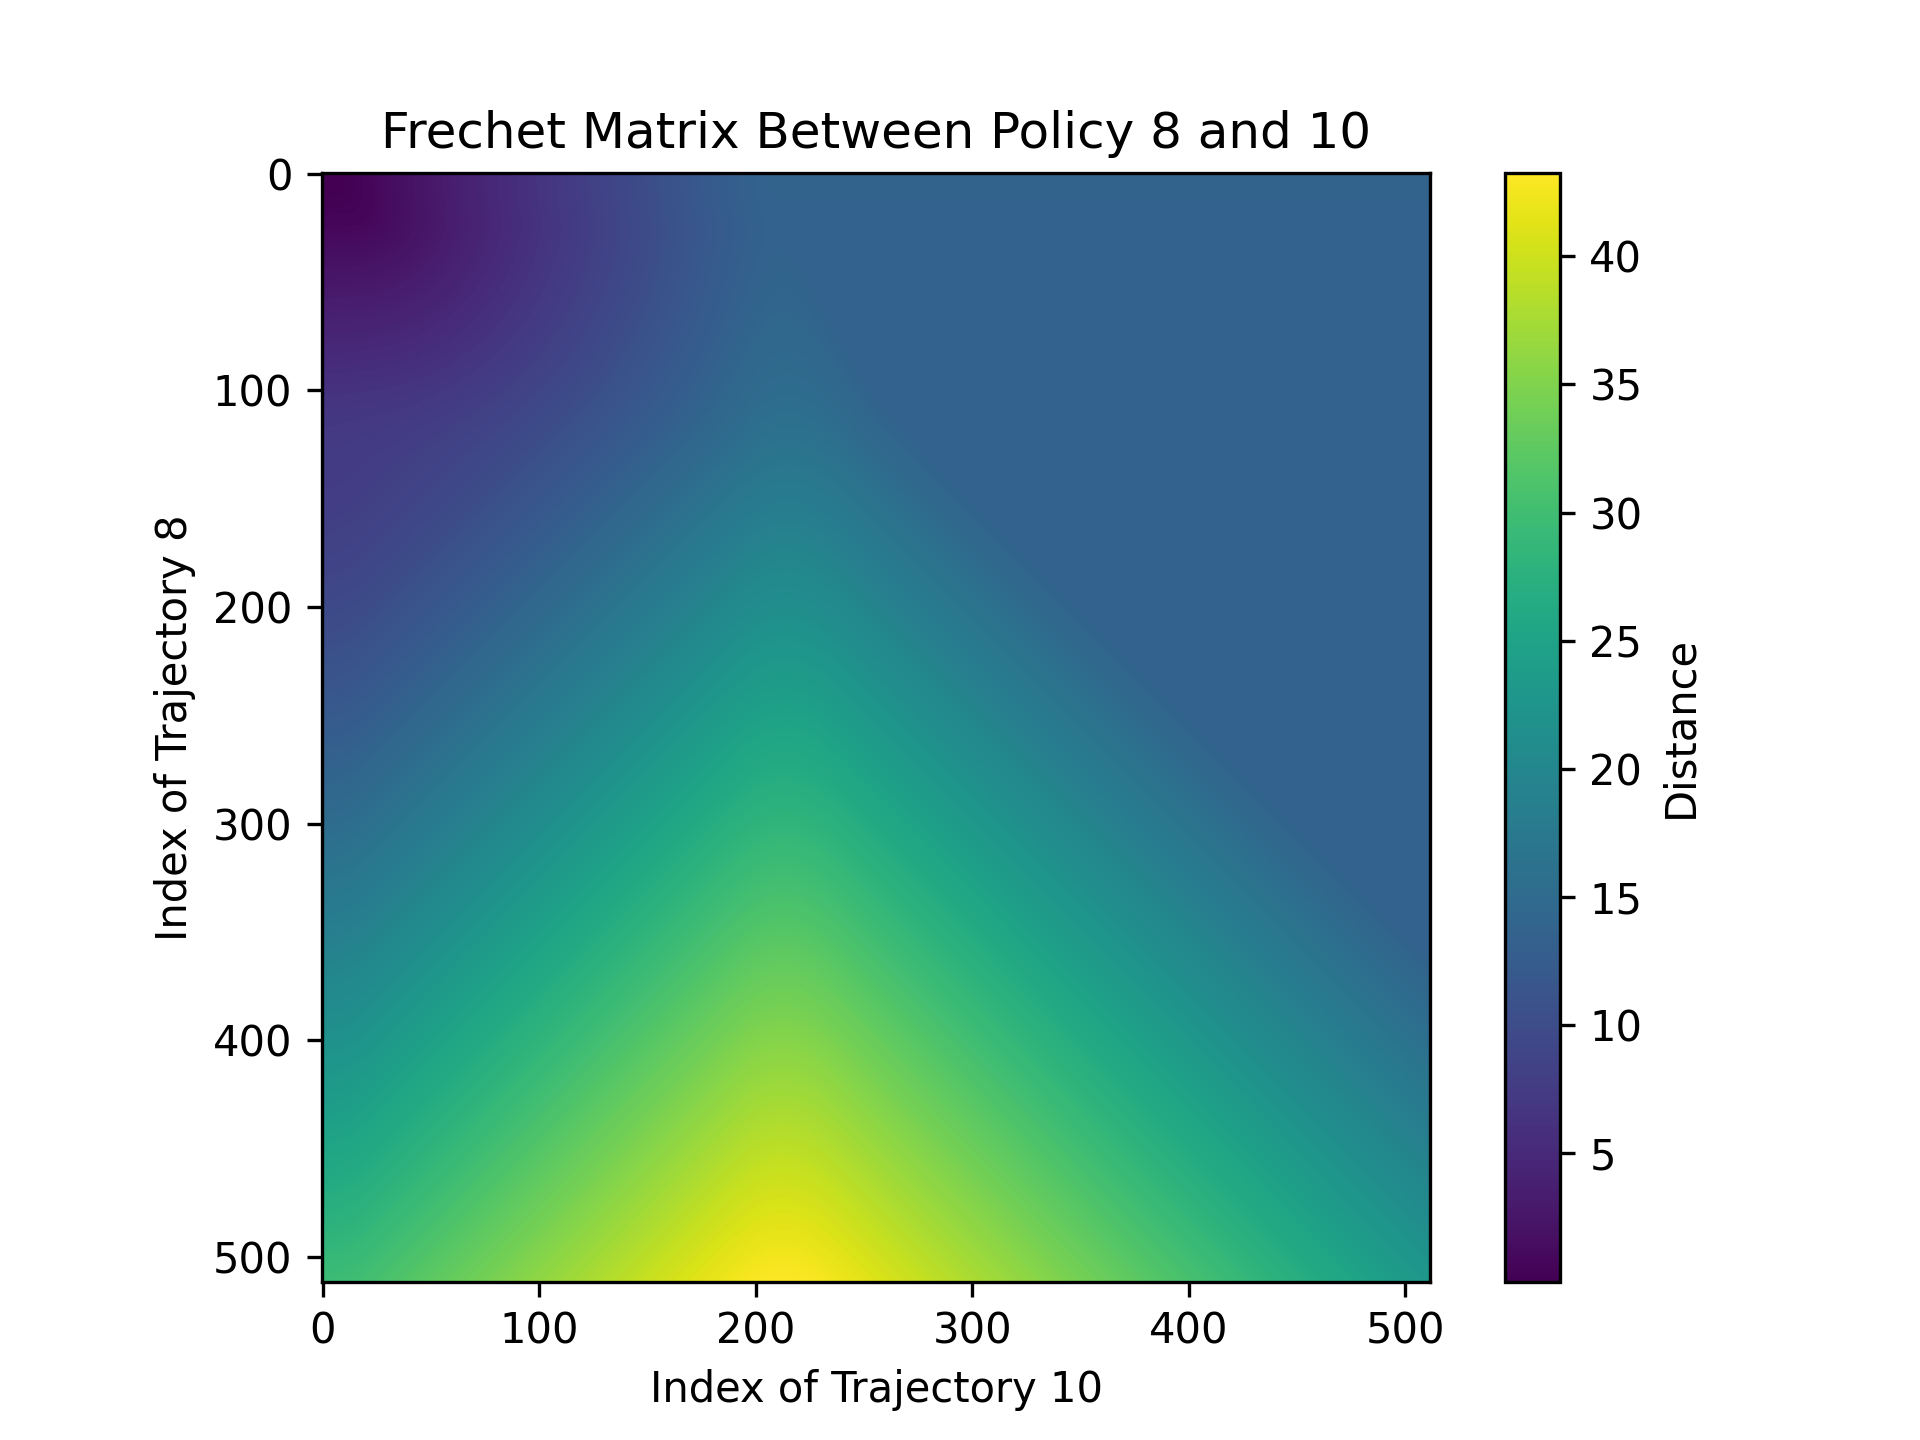 Frechet Matrix Between Policy 8 and 10
0
100
200
300
400
500
Index of Trajectory 8
0 100 200 300 400 500
Index of Trajectory 10
40
35
30
25
20
15
10
5
Distance